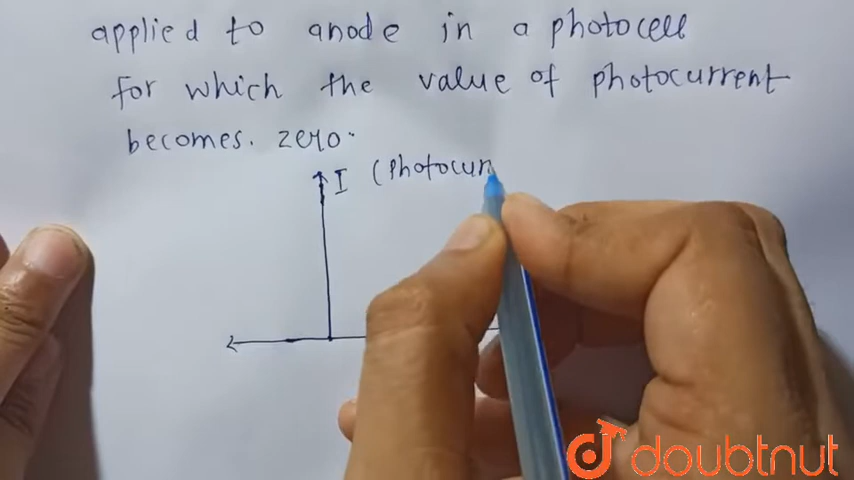 applied to anode in a photocell
for which the value of photocurrent
becomes. zero.
I (Photocurr
doubtnut